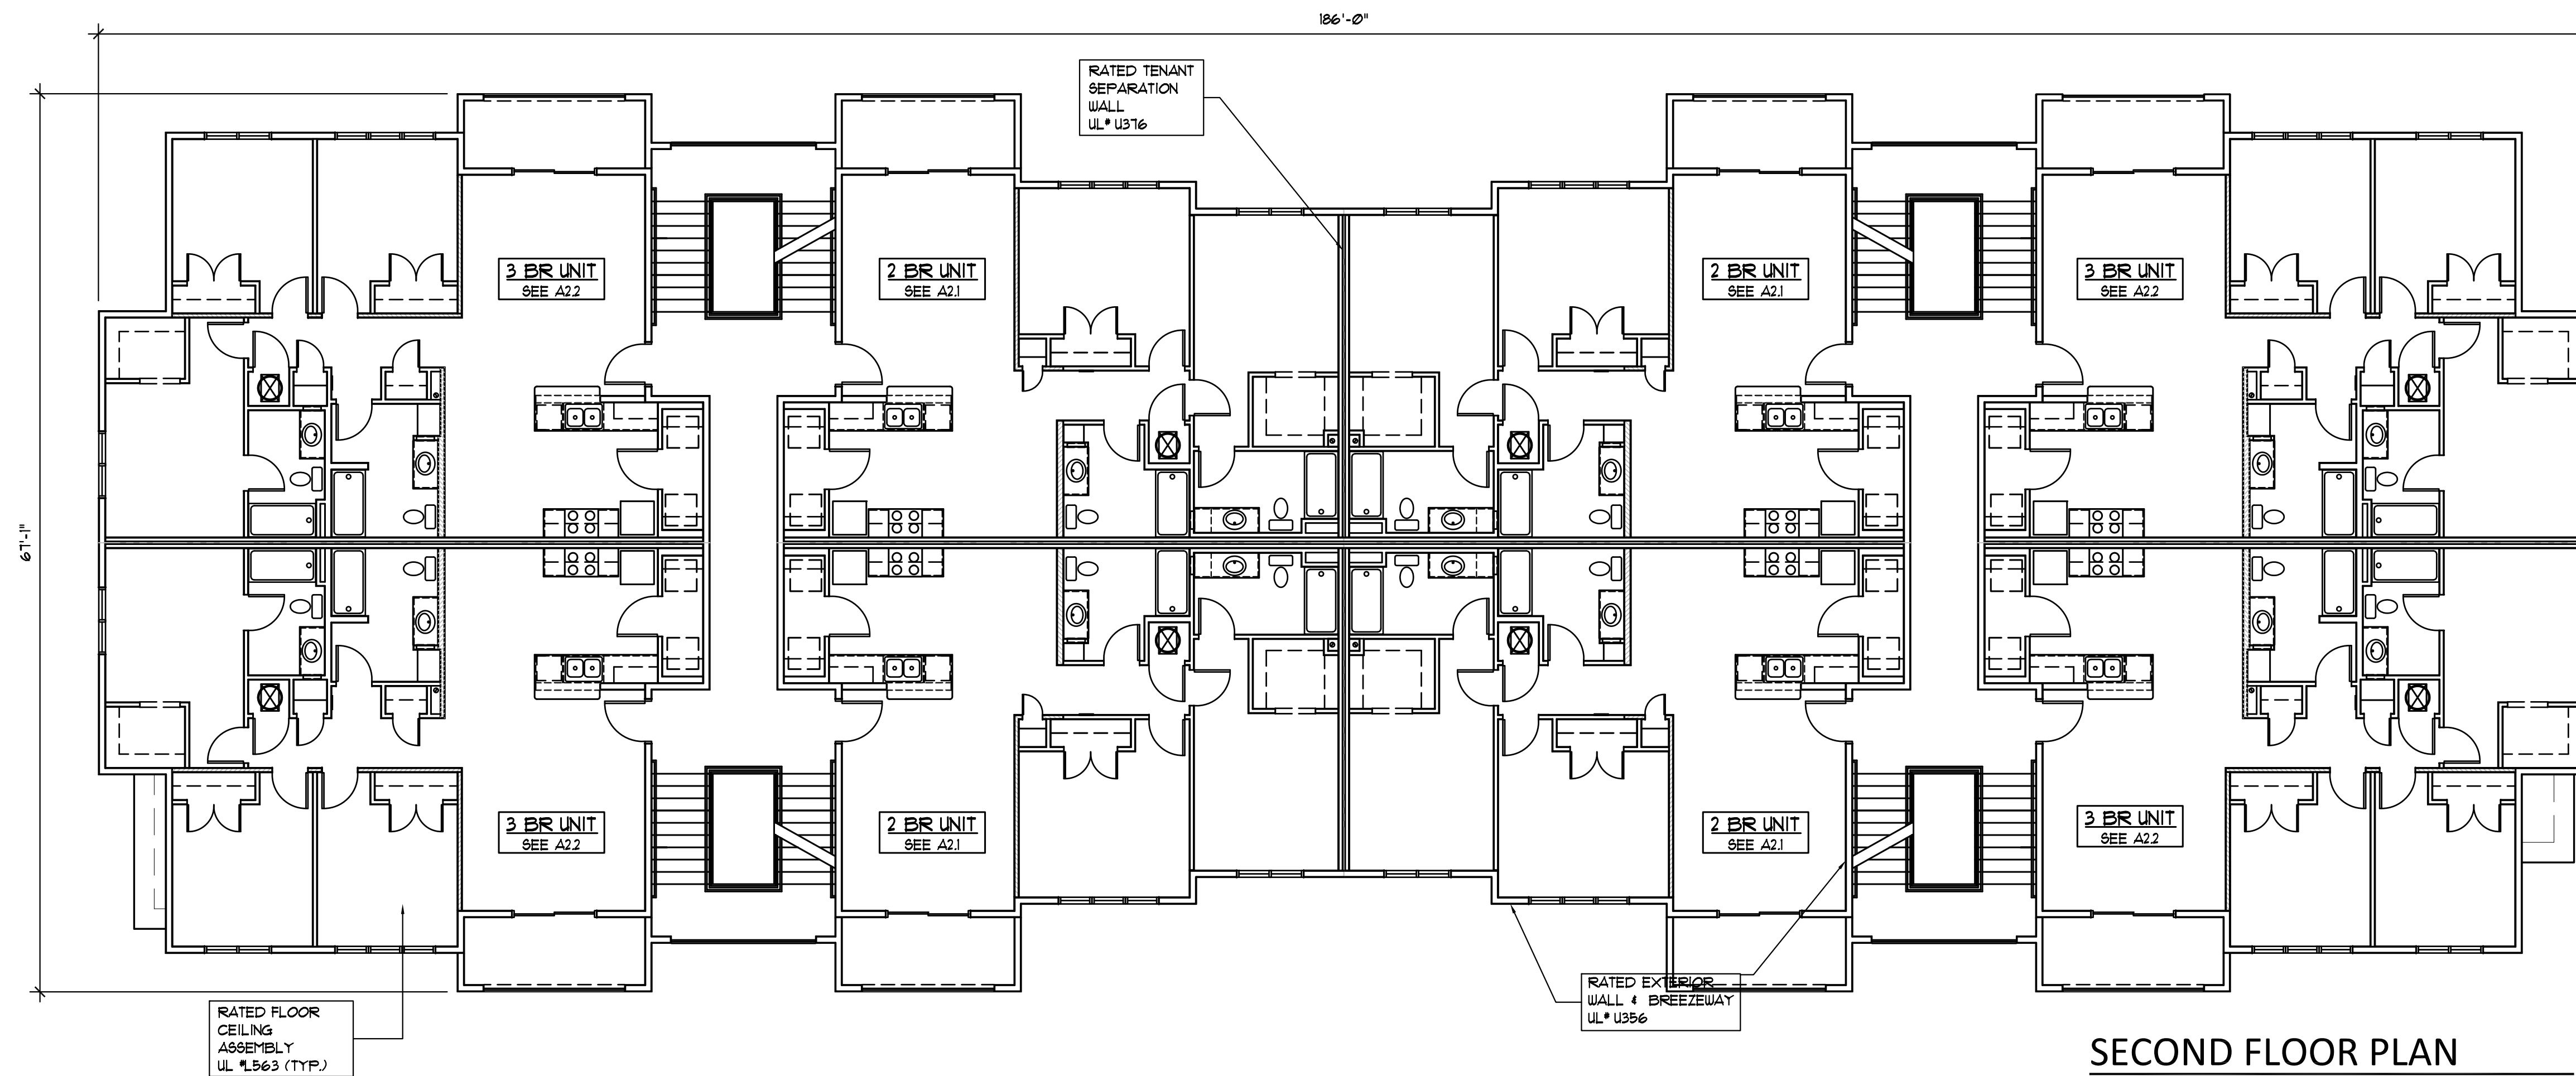 186'-0"
RATED TENANT
SEPARATION
WALL
UL# U376
3 BR UNIT
SEE A2.2
2 BR UNIT
SEE A2.1
2 BR UNIT
SEE A2.1
3 BR UNIT
SEE A2.2
67'-1"
3 BR UNIT
SEE A2.2
2 BR UNIT
SEE A2.1
2 BR UNIT
SEE A2.1
3 BR UNIT
SEE A2.2
RATED FLOOR
CEILING
ASSEMBLY
UL #L563 (TYP.)
RATED EXTERIOR
WALL & BREEZEWAY
UL# U356
SECOND FLOOR PLAN